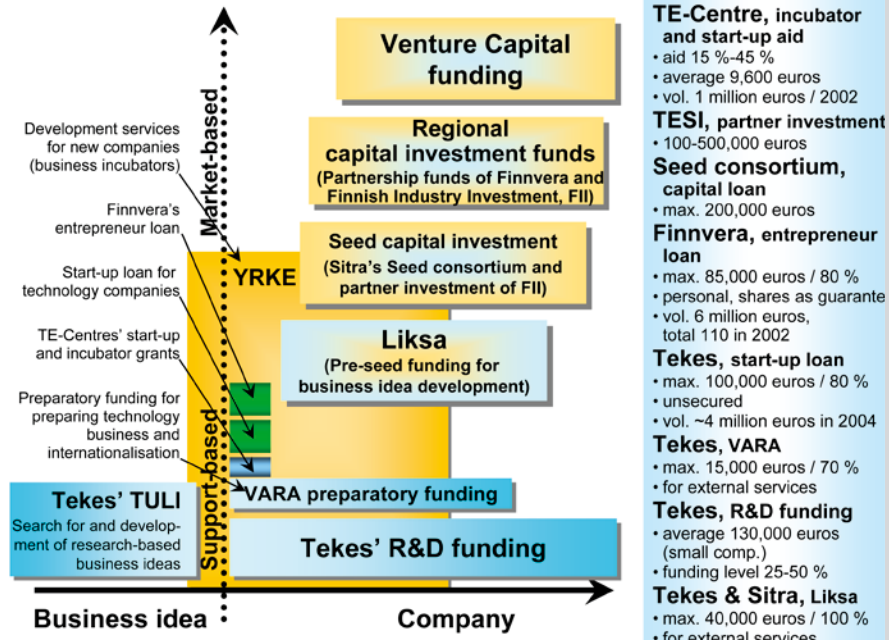 Venture Capital
funding
Regional
capital investment funds
(Partnership funds of Finnvera and
Finnish Industry Investment, FII)
Seed capital investment
(Sitra's Seed consortium and
partner investment of FII)
Liksa
(Pre-seed funding for
business idea development)
Market-based
Support-based
Development services
for new companies
(business incubators)
Finnvera's
entrepreneur loan
Start-up loan for
technology companies
TE-Centres' start-up
and incubator grants
Preparatory funding for
preparing technology
business and
internationalisation
YRKE
VARA preparatory funding
Tekes' TULI
Search for and develop-
ment of research-based
business ideas
Tekes' R&D funding
Business idea
Company
TE-Centre, incubator
and start-up aid
• aid 15 %-45 %
• average 9,600 euros
• vol. 1 million euros / 2002
TESI, partner investment
• 100-500,000 euros
Seed consortium,
capital loan
• max. 200,000 euros
Finnvera, entrepreneur
loan
• max. 85,000 euros / 80 %
• personal, shares as guarante
• vol. 6 million euros,
total 110 in 2002
Tekes, start-up loan
• max. 100,000 euros / 80 %
• unsecured
• vol. ~4 million euros in 2004
Tekes, VARA
• max. 15,000 euros / 70 %
• for external services
Tekes, R&D funding
• average 130,000 euros
(small comp.)
• funding level 25-50 %
Tekes & Sitra, Liksa
• max. 40,000 euros / 100 %
• for external services